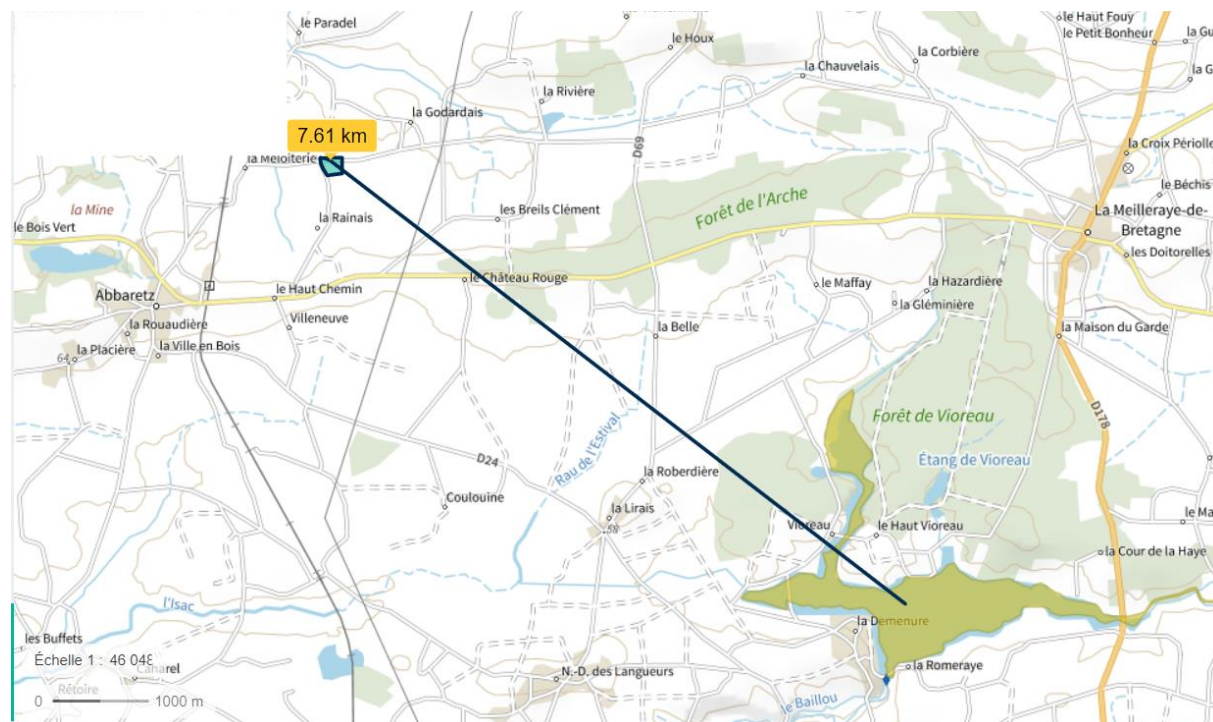 le Paradel
le Houx
le Haut Fouy
le Petit Bonheur
la Corbière
la Chauvelais
la Rivière
la Godardais
7.61 km
D69
la Croix Périolle
la Meloiterie
le Béchis
la Mine
Forêt de l'Arche
les Breils Clément
La Meilleraye-de-
Bretagne
la Rainais
le Bois Vert
les Doitorelles
le Château Rouge
le Maffay
la Hazardière
la Gléminière
Abbaretz
le Haut Chemin
Villeneuve
la Rouaudière
la Belle
la Maison du Garde
64
la Placière
la Ville en Bois
Forêt de Vioreau
D178
Rau de l'Estival
D24
Étang de Vioreau
la Roberdière
Coulouine
la Lirais
58
Vioreau
le Haut Vioreau
la Cour de la Haye
l'Isac
la Demenure
les Buffets
Échelle 1 : 46 048
la Romeraye
N.-D. des Langueurs
Rétoire
0
1000 m
le Baillou